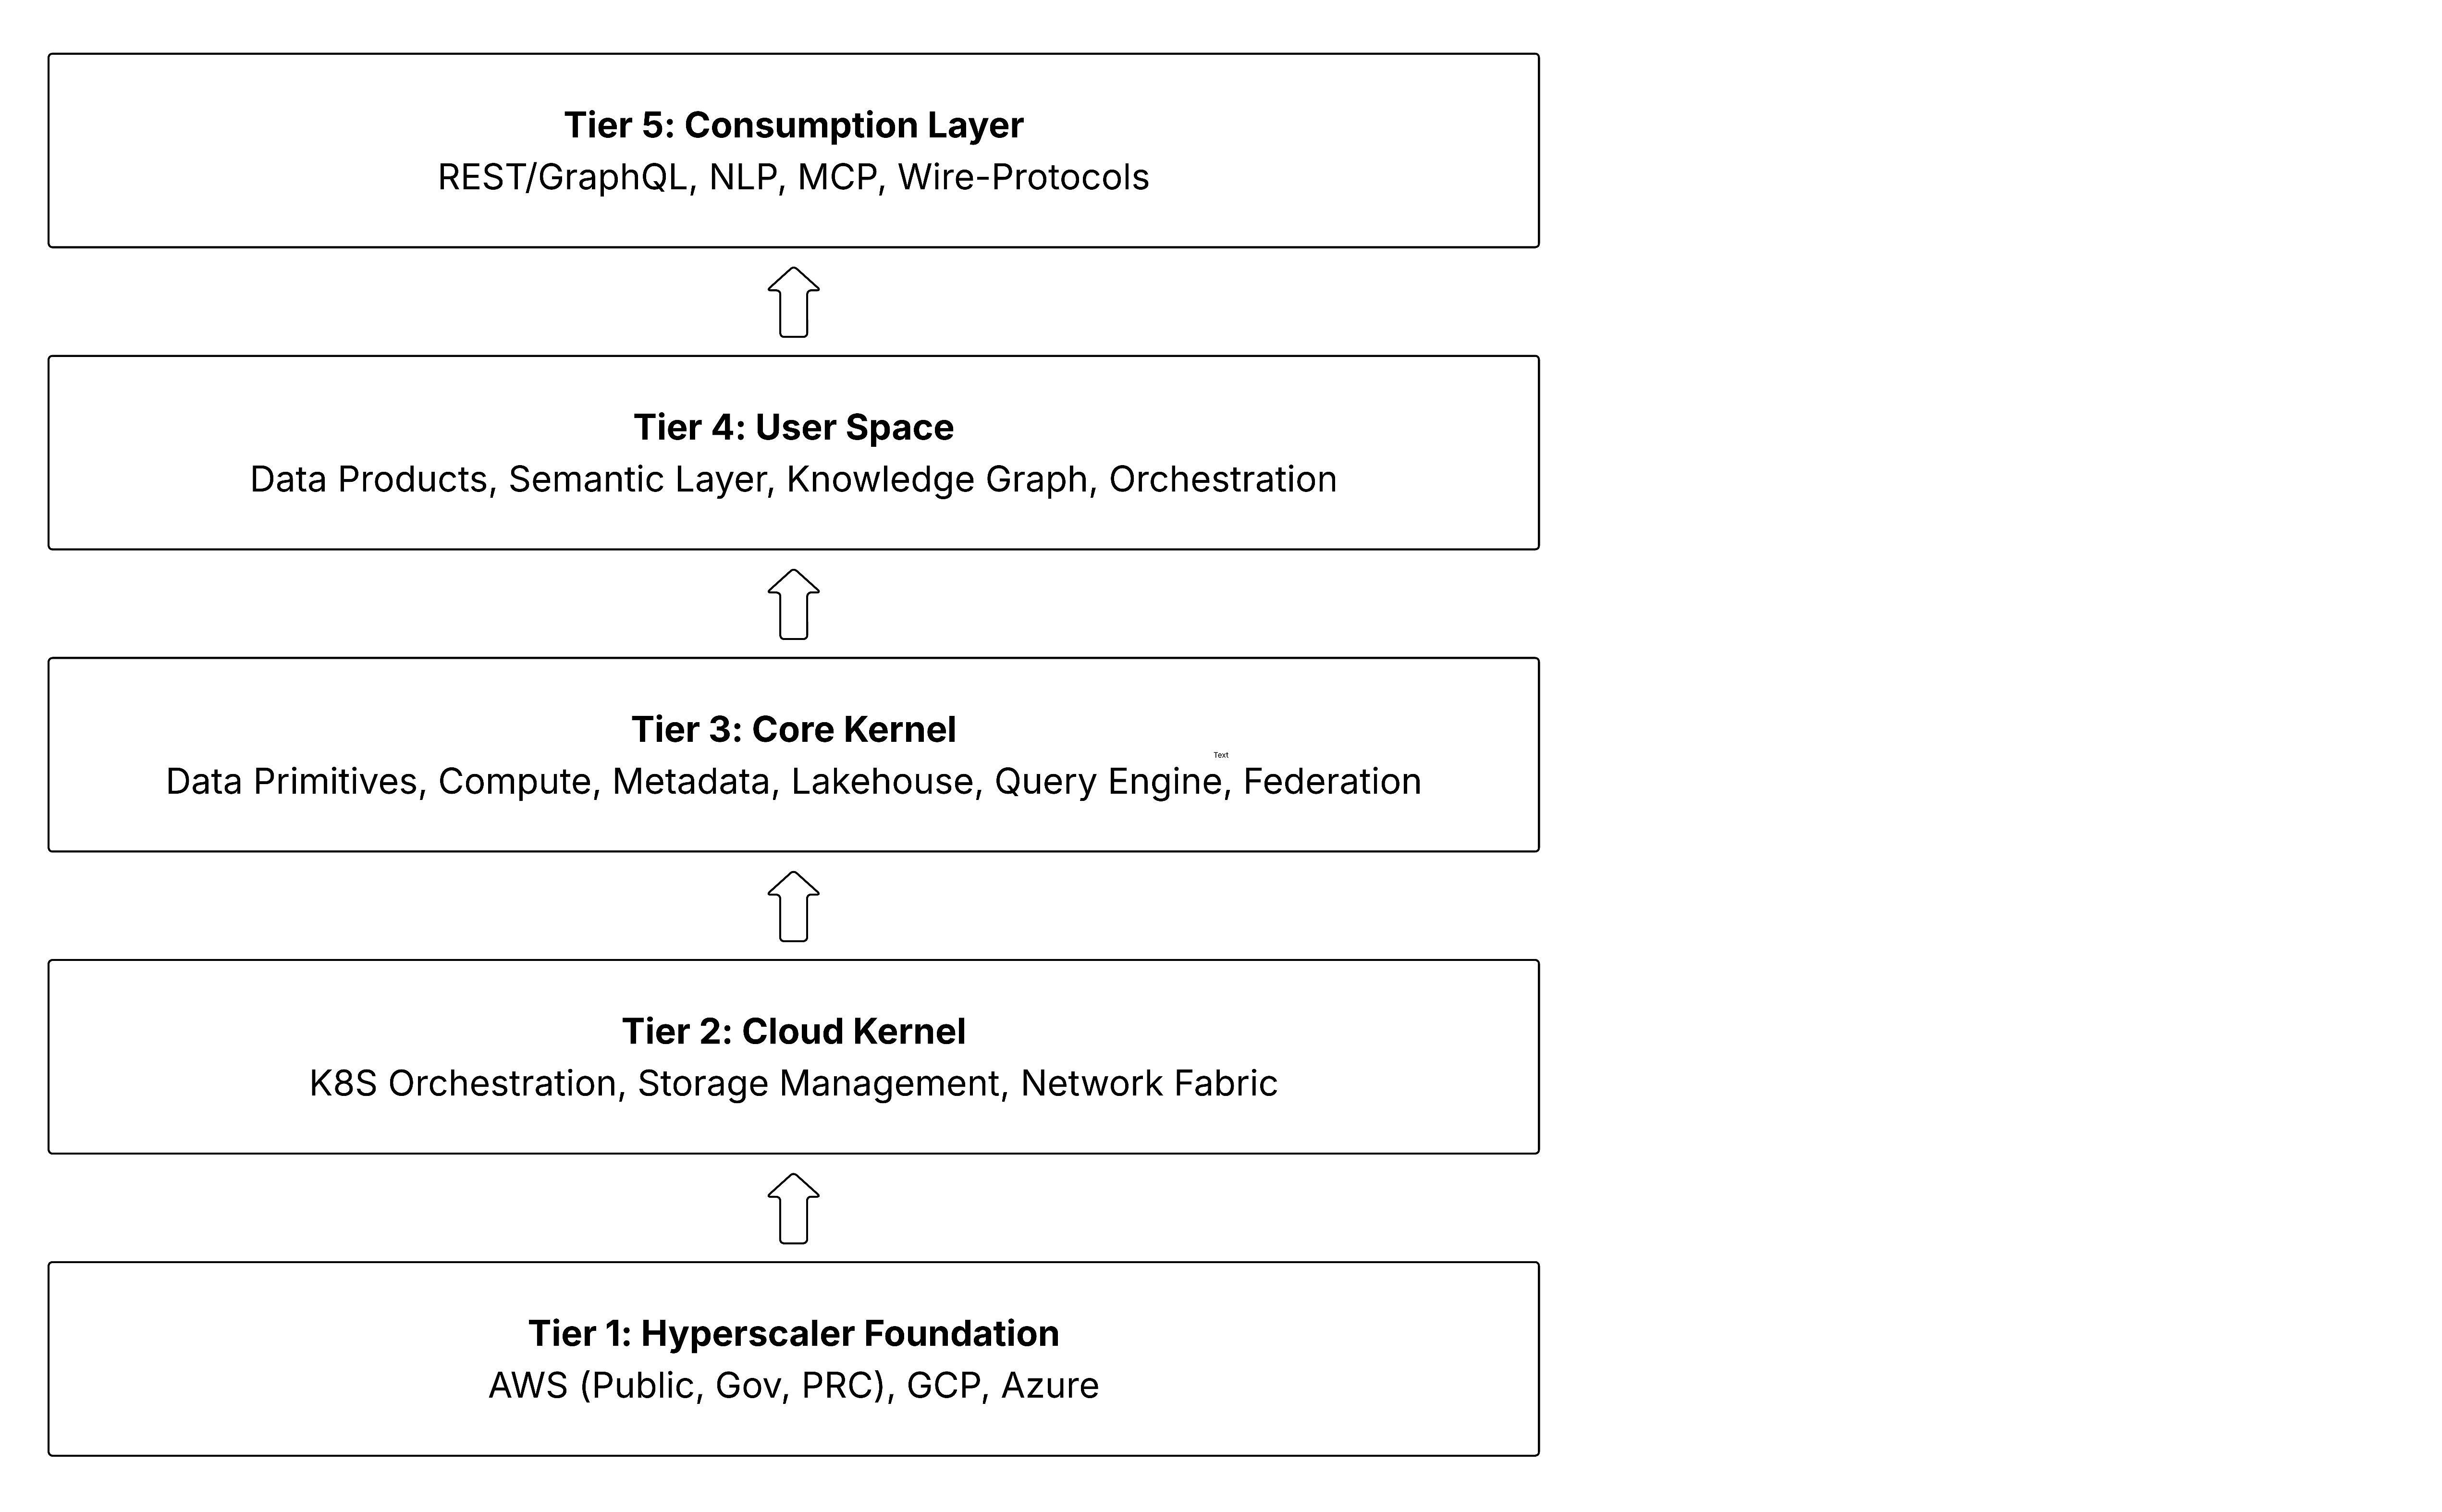 Tier 5: Consumption Layer
REST/GraphQL, NLP, MCP, Wire-Protocols
Tier 4: User Space
Data Products, Semantic Layer, Knowledge Graph, Orchestration
Tier 3: Core Kernel
Text
Data Primitives, Compute, Metadata, Lakehouse, Query Engine, Federation
Tier 2: Cloud Kernel
K8S Orchestration, Storage Management, Network Fabric
Tier 1: Hyperscaler Foundation
AWS (Public, Gov, PRC), GCP, Azure